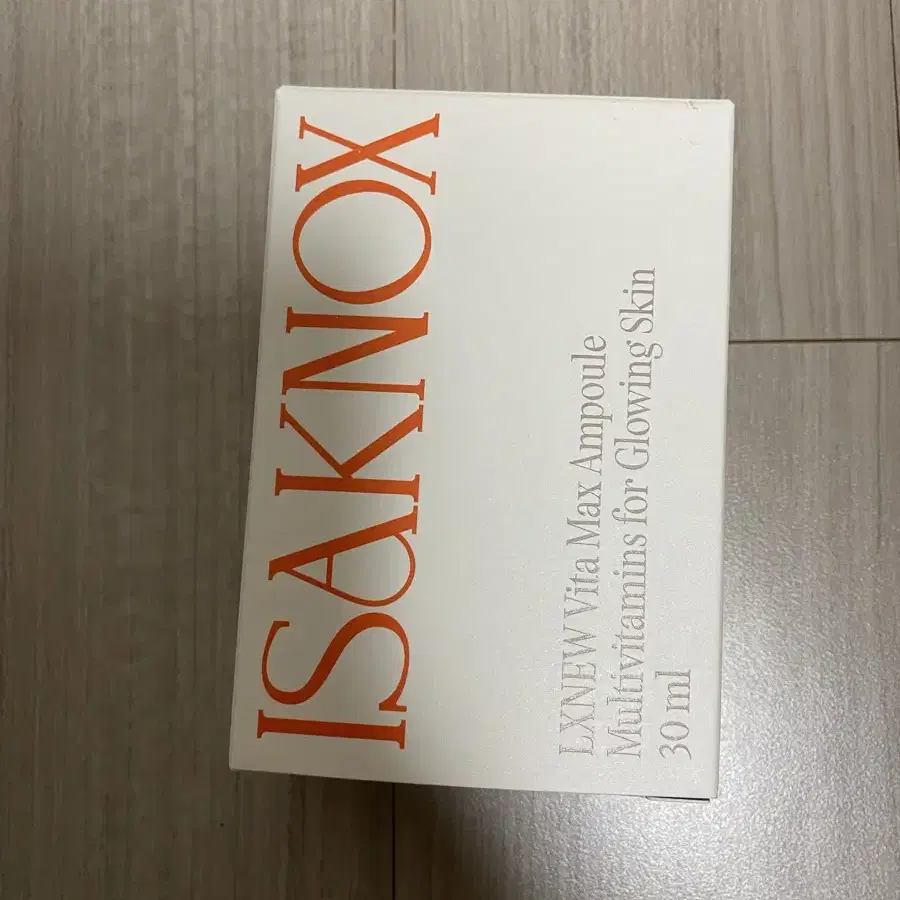 ISAKNOX
LXNEW Vita Max Ampoule
Multivitamins for Glowing Skin
30 ml